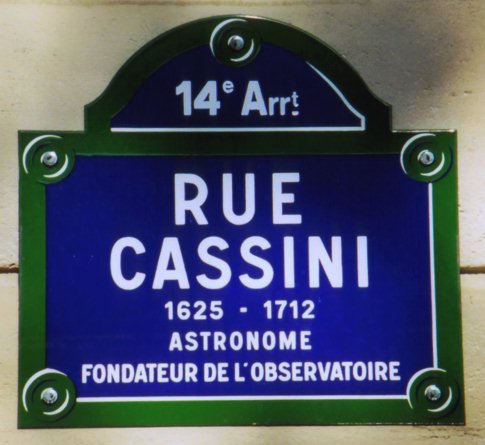 14e Arrt.
RUE
CASSINI
1625 - 1712
ASTRONOME
FONDATEUR DE L'OBSERVATOIRE